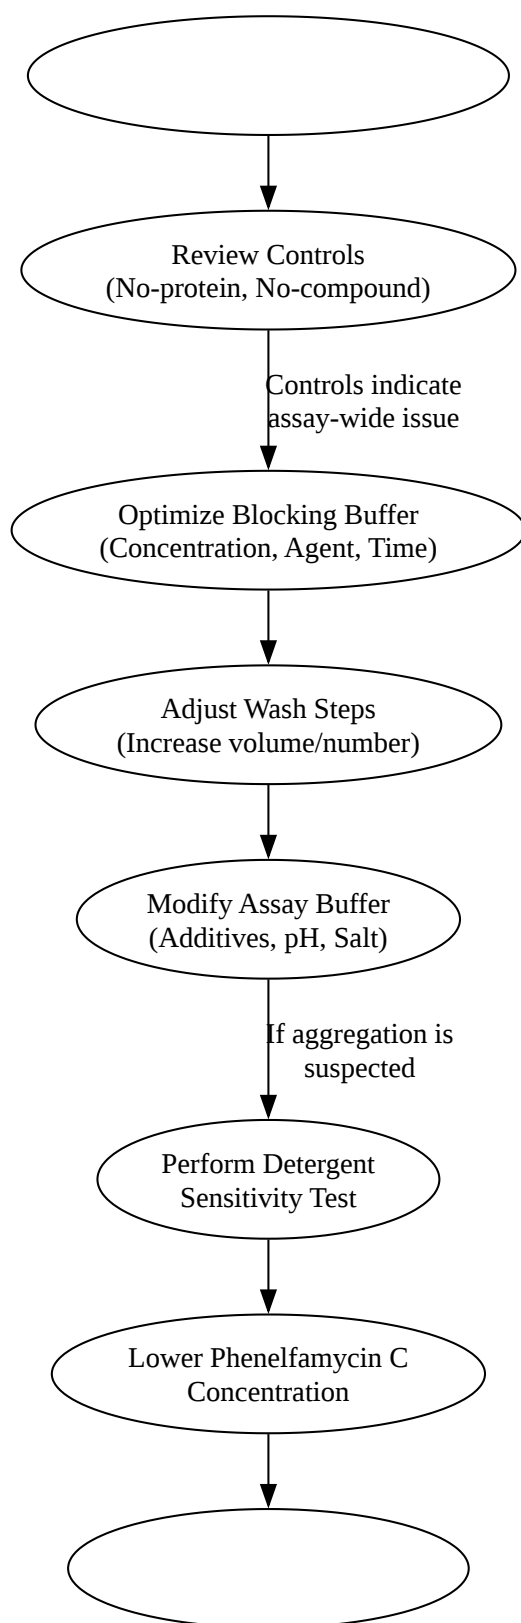 Review Controls
(No-protein, No-compound)
Controls indicate
assay-wide issue
Optimize Blocking Buffer
(Concentration, Agent, Time)
Adjust Wash Steps
(Increase volume/number)
Modify Assay Buffer
(Additives, pH, Salt)
If aggregation is
suspected
Perform Detergent
Sensitivity Test
Lower Phenelfamycin C
Concentration